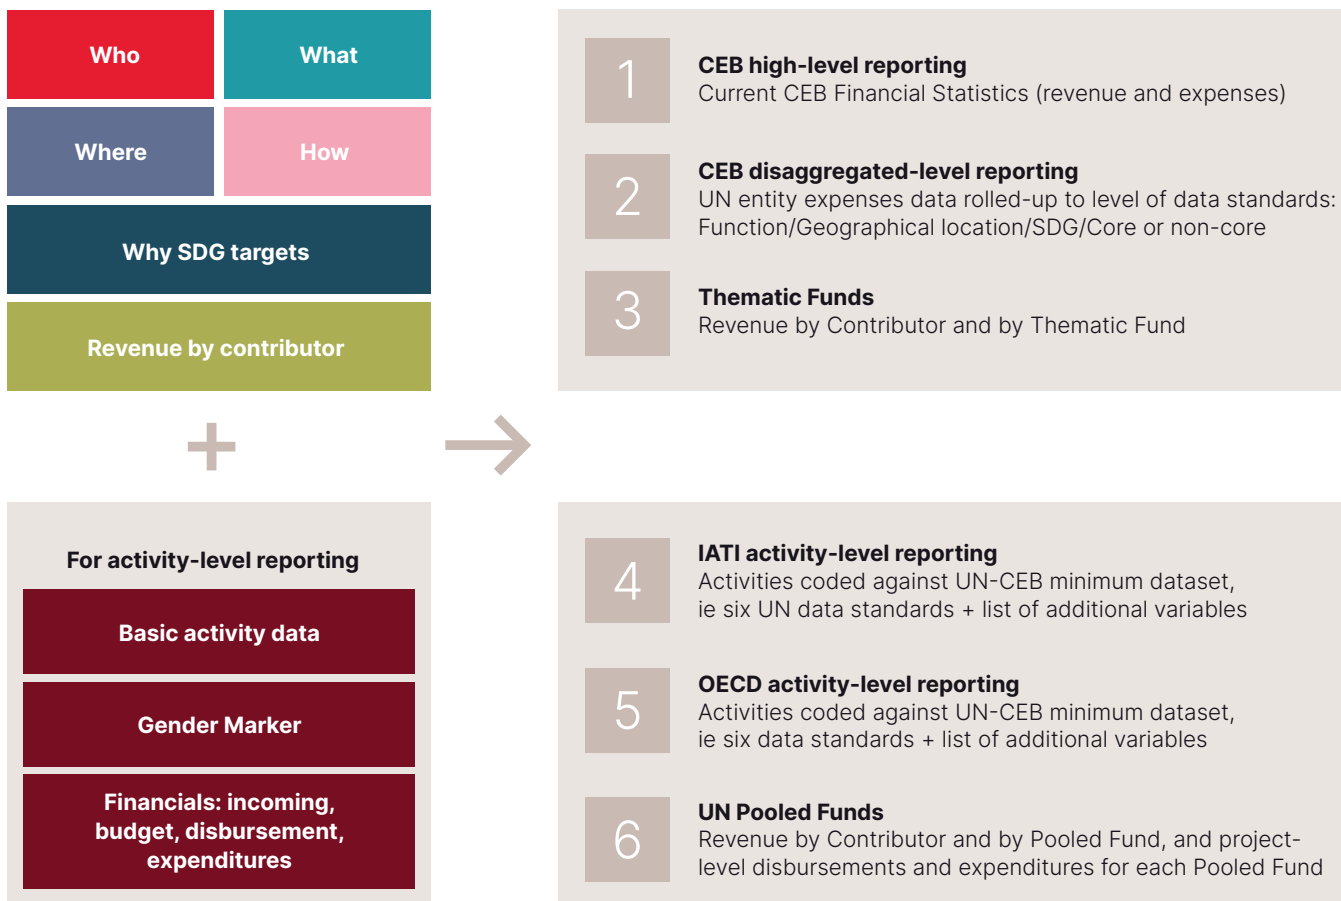 Who
What
Where
How
Why SDG targets
Revenue by contributor
+
For activity-level reporting
Basic activity data
Gender Marker
Financials: incoming,
budget, disbursement,
expenditures
1
CEB high-level reporting
Current CEB Financial Statistics (revenue and expenses)
2
CEB disaggregated-level reporting
UN entity expenses data rolled-up to level of data standards:
Function/Geographical location/SDG/Core or non-core
3
Thematic Funds
Revenue by Contributor and by Thematic Fund
4
IATI activity-level reporting
Activities coded against UN-CEB minimum dataset,
ie six UN data standards + list of additional variables
5
OECD activity-level reporting
Activities coded against UN-CEB minimum dataset,
ie six data standards + list of additional variables
6
UN Pooled Funds
Revenue by Contributor and by Pooled Fund, and project-
level disbursements and expenditures for each Pooled Fund